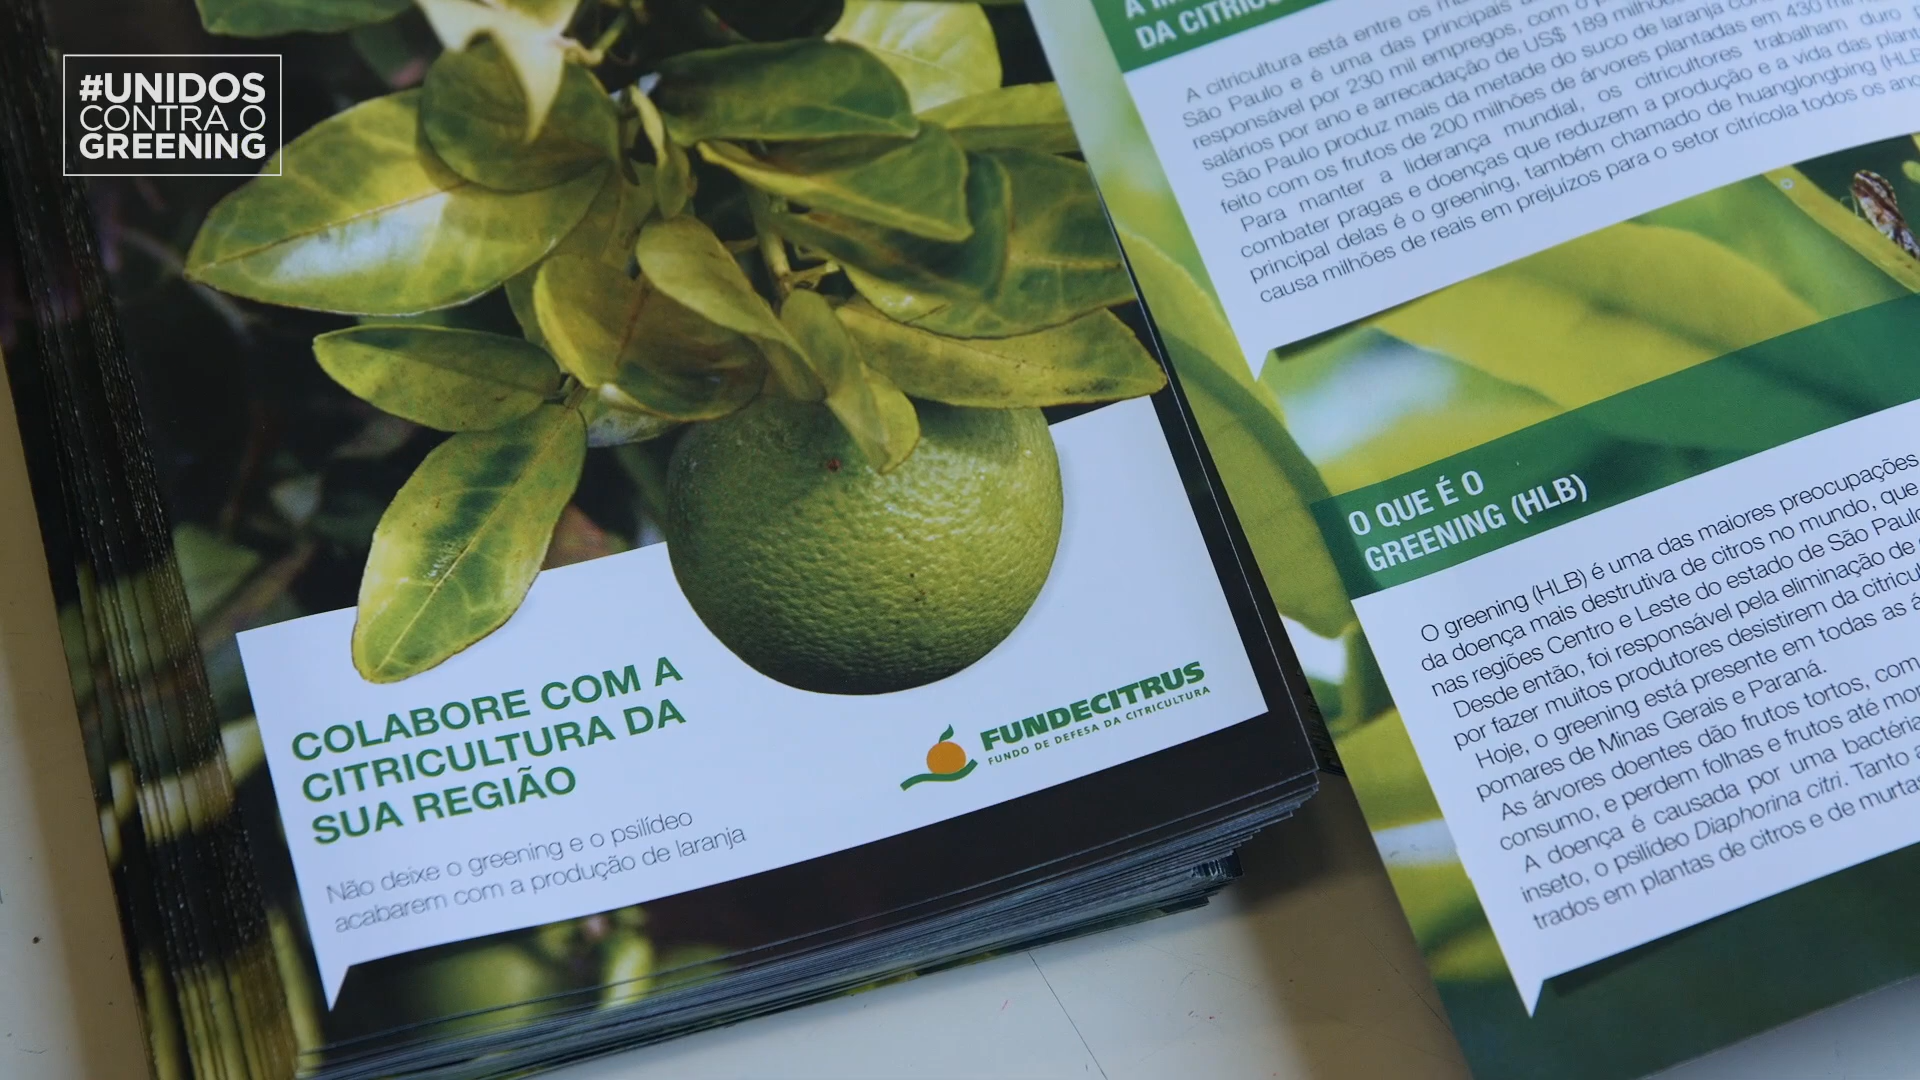 #UNIDOS
CONTRA O
GREENING
COLABORE COM A
CITRICULTURA DA
SUA REGIÃO
Não deixe o greening e o psilídeo
acabarem com a produção de laranja
FUNDECITRUS
FUNDO DE DEFESA DA CITRICULTURA
A citricultura está entre os
São Paulo e é uma das principais
responsável por 230 mil empregos, com o
salários por ano e arrecadação de US$ 189 milhões
São Paulo produz mais da metade do suco de laranja
feito com os frutos de 200 milhões de árvores plantadas em 430 mil
Para manter a liderança mundial, os citricultores trabalham duro
combater pragas e doenças que reduzem a produção e a vida das
principal delas é o greening, também chamado de huanglongbing (HLB
causa milhões de reais em prejuízos para o setor citrícola todos os
O QUE É O
GREENING (HLB)
O greening (HLB) é uma das maiores preocupações
da doença mais destrutiva de citros no mundo, que
nas regiões Centro e Leste do estado de São Paulo
Desde então, foi responsável pela eliminação de
por fazer muitos produtores desistirem da
Hoje, o greening está presente em todas as
pomares de Minas Gerais e Paraná.
As árvores doentes dão frutos tortos, com
consumo, e perdem folhas e frutos até
A doença é causada por uma bactéria
inseto, o psilídeo Diaphorina citri. Tanto
trados em plantas de citros e de